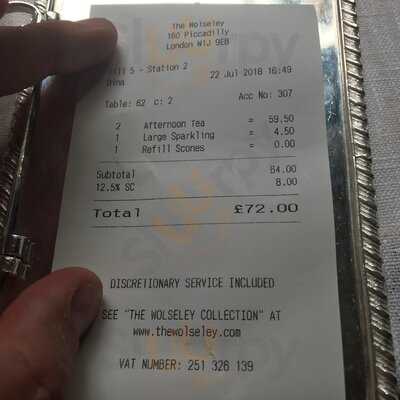 The Wolseley
160 Piccadilly
London W1J 9EB
5 - Station 2
22 Jul 2018 16:49
Dina
Table: 62 c: 2 Acc No: 307
2 Afternoon Tea = 59.50
1 Large Sparkling = 4.50
1 Refill Scones = 0.00
Subtotal 64.00
12.5% SC 8.00
Total £72.00
DISCRETIONARY SERVICE INCLUDED
SEE "THE WOLSELEY COLLECTION" AT
www.thewolseley.com
VAT NUMBER: 251 326 139